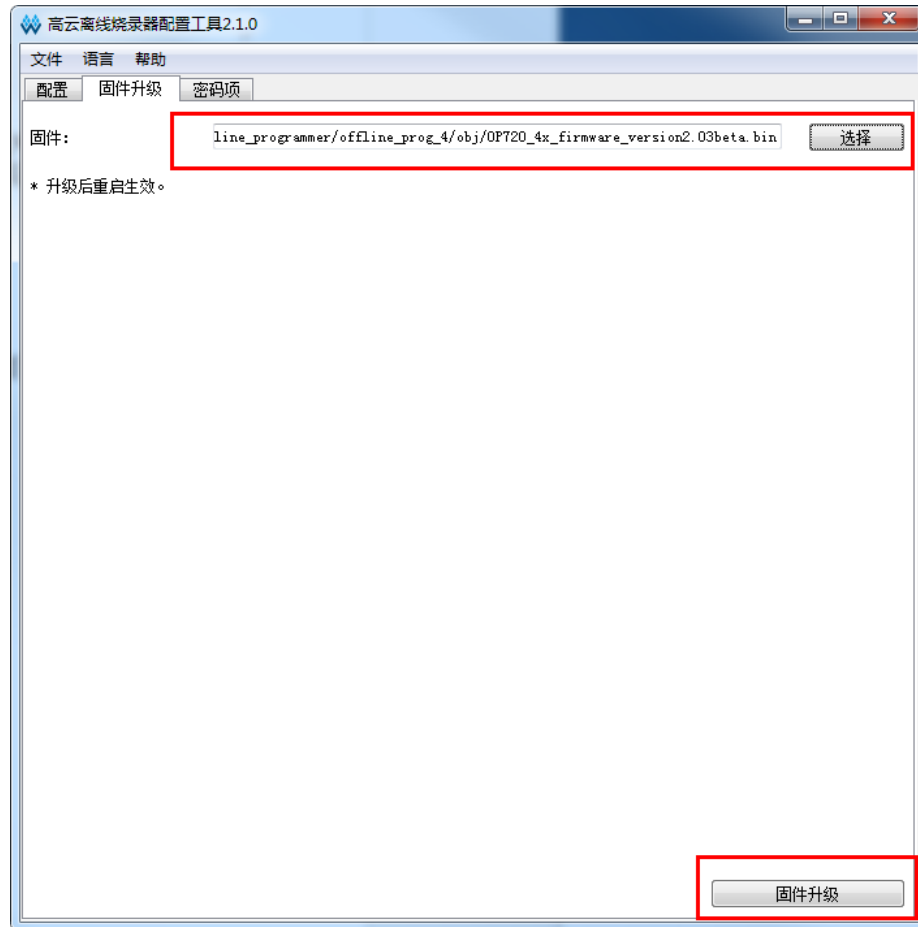 高云离线烧录器配置工具2.1.0
文件 语言 帮助
配置 固件升级 密码项
固件: line_programmer/offline_prog_4/obj/OP720_4x_firmware_version2.03beta.bin 选择
* 升级后重启生效。
固件升级